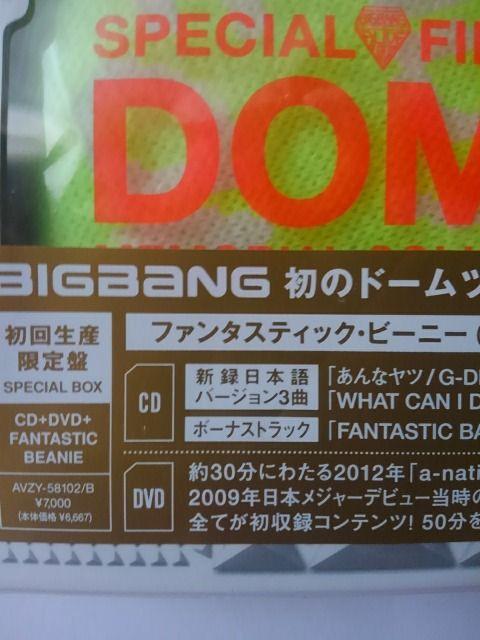 SPECIAL FI
DOM
BIGBANG 初のドームツ
初回生産
限定盤
SPECIAL BOX
CD+DVD+
FANTASTIC
BEANIE
AVZY-58102/B
¥7,000
(本体価格 ¥6,667)
ファンタスティック・ビーニー(
CD
新録日本語
バージョン3曲
「あんなヤツ/G-D
「WHAT CAN I D
ボーナストラック
「FANTASTIC BA
DVD
約30分にわたる2012年「a-nati
2009年日本メジャーデビュー当時の
全てが初収録コンテンツ! 50分を